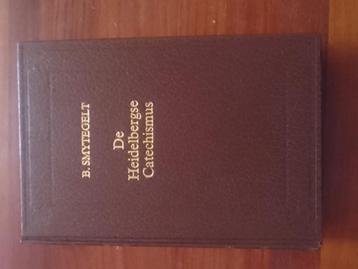 B. SMYTEGELT
De
Heidelbergse
Catechismus